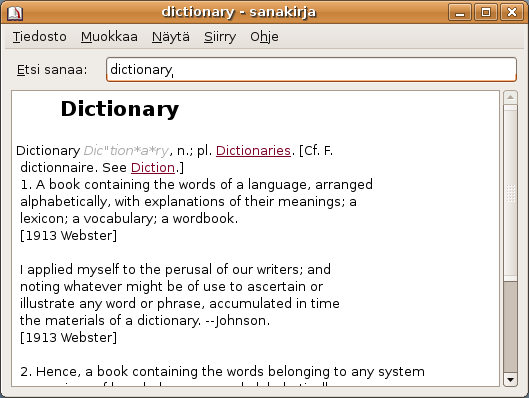 dictionary - sanakirja
Tiedosto Muokkaa Näytä Siirry Ohje
Etsi sanaa: dictionary
Dictionary
Dictionary Dic"tion*a*ry, n.; pl. Dictionaries. [Cf. F.
dictionnaire. See Diction.]
1. A book containing the words of a language, arranged
alphabetically, with explanations of their meanings; a
lexicon; a vocabulary; a wordbook.
[1913 Webster]
I applied myself to the perusal of our writers; and
noting whatever might be of use to ascertain or
illustrate any word or phrase, accumulated in time
the materials of a dictionary. --Johnson.
[1913 Webster]
2. Hence, a book containing the words belonging to any system